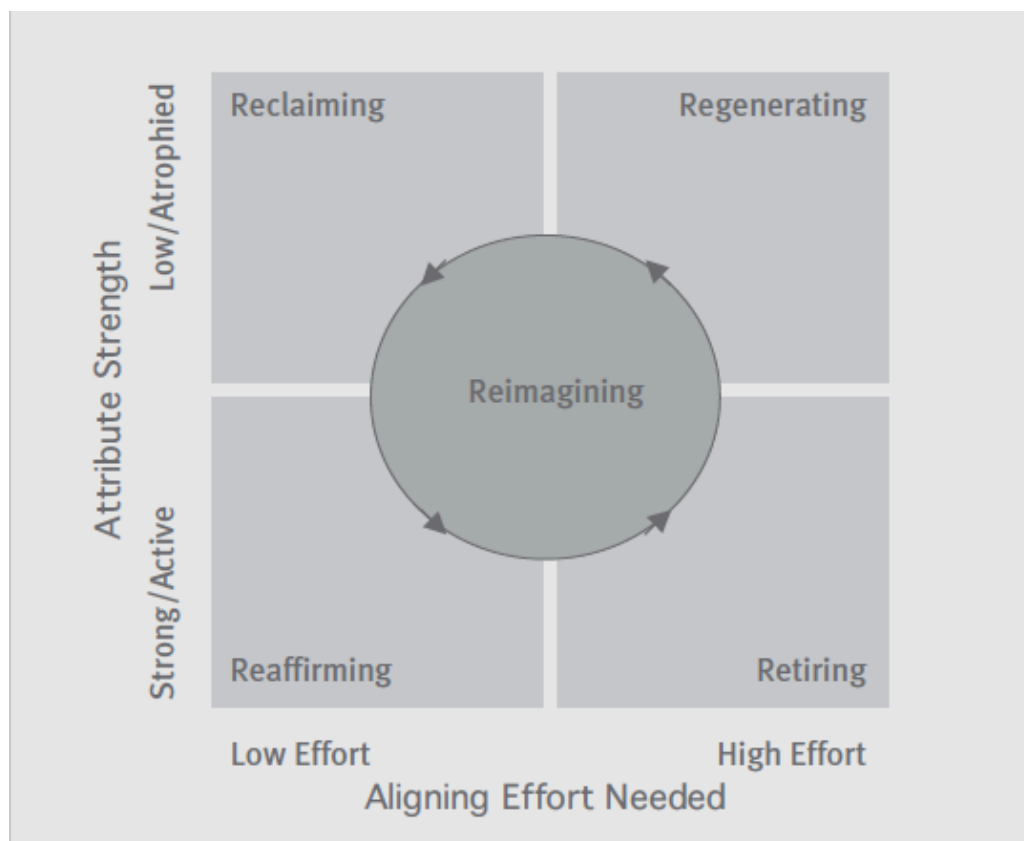 Reclaiming
Regenerating
Low/Atrophied
Attribute Strength
Reimagining
Strong/Active
Reaffirming
Retiring
Low Effort
High Effort
Aligning Effort Needed